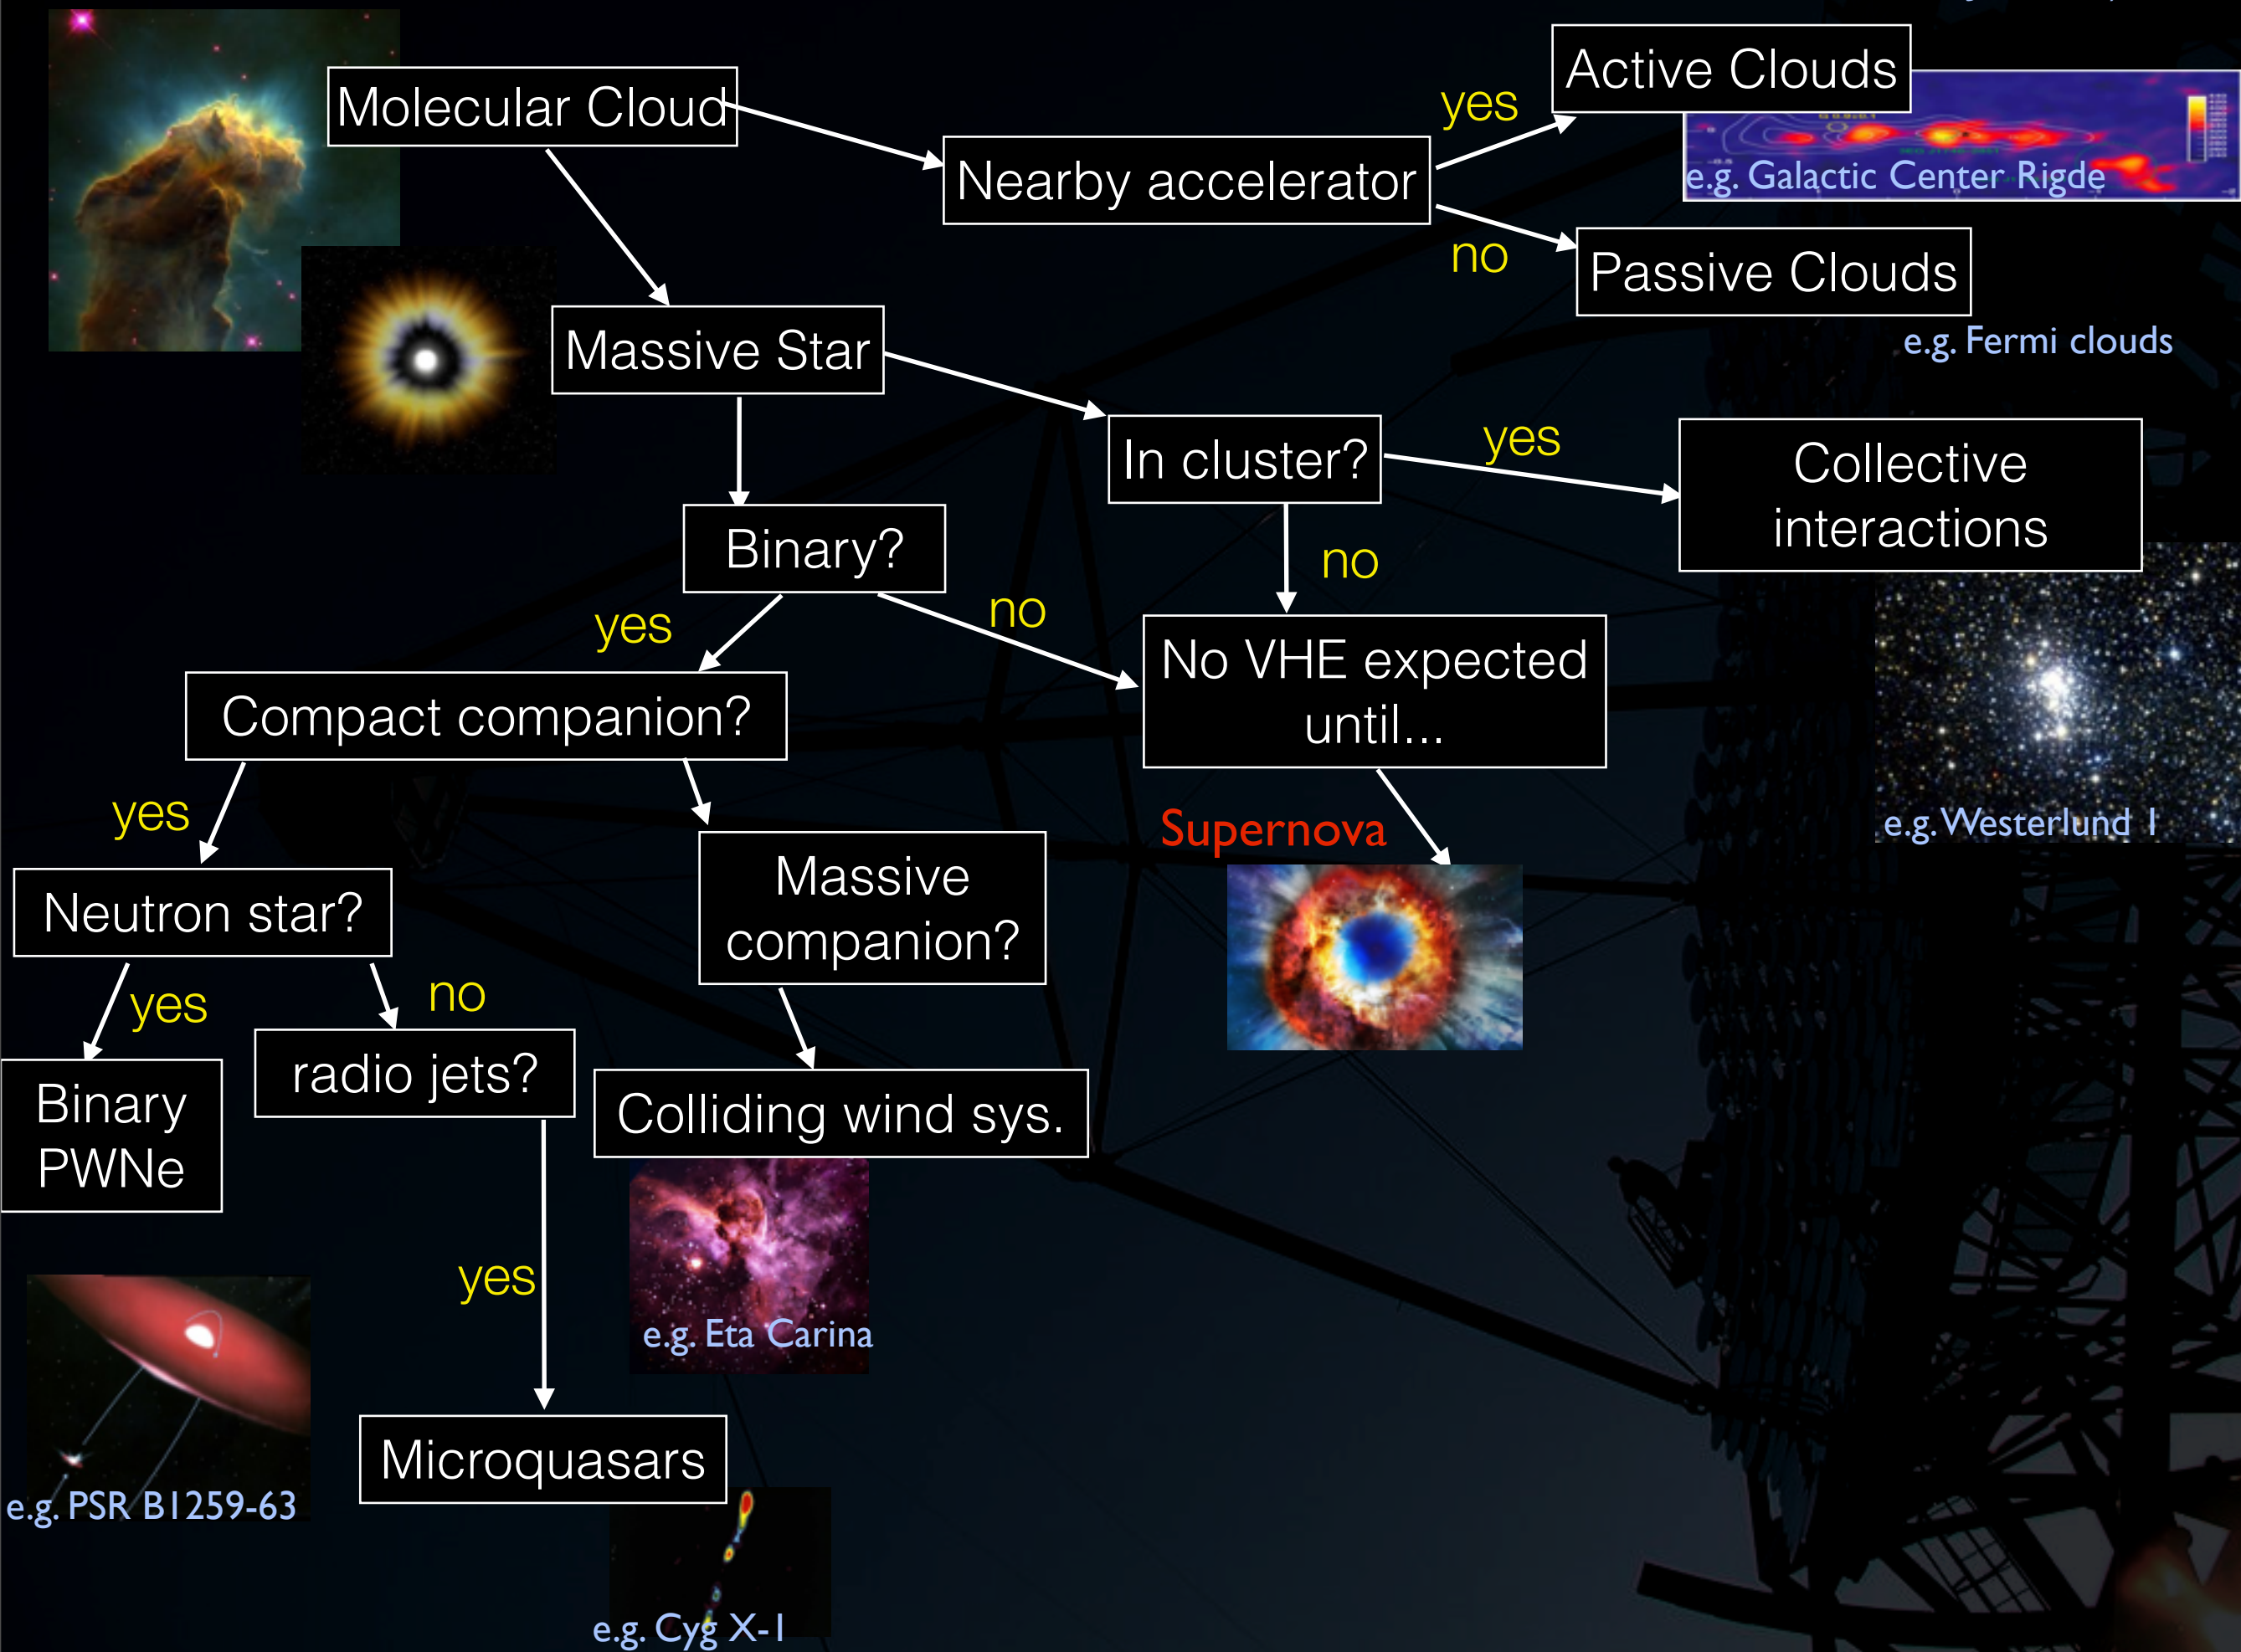 Molecular Cloud
Active Clouds
yes
Nearby accelerator
e.g. Galactic Center Rigde
no
Passive Clouds
e.g. Fermi clouds
Massive Star
In cluster?
yes
Collective
interactions
Binary?
no
yes
no
No VHE expected
until...
Compact companion?
e.g. Westerlund 1
yes
Supernova
Massive
companion?
Neutron star?
yes
no
radio jets?
Binary
PWNe
Colliding wind sys.
yes
e.g. Eta Carina
Microquasars
e.g. PSR B1259-63
e.g. Cyg X-1